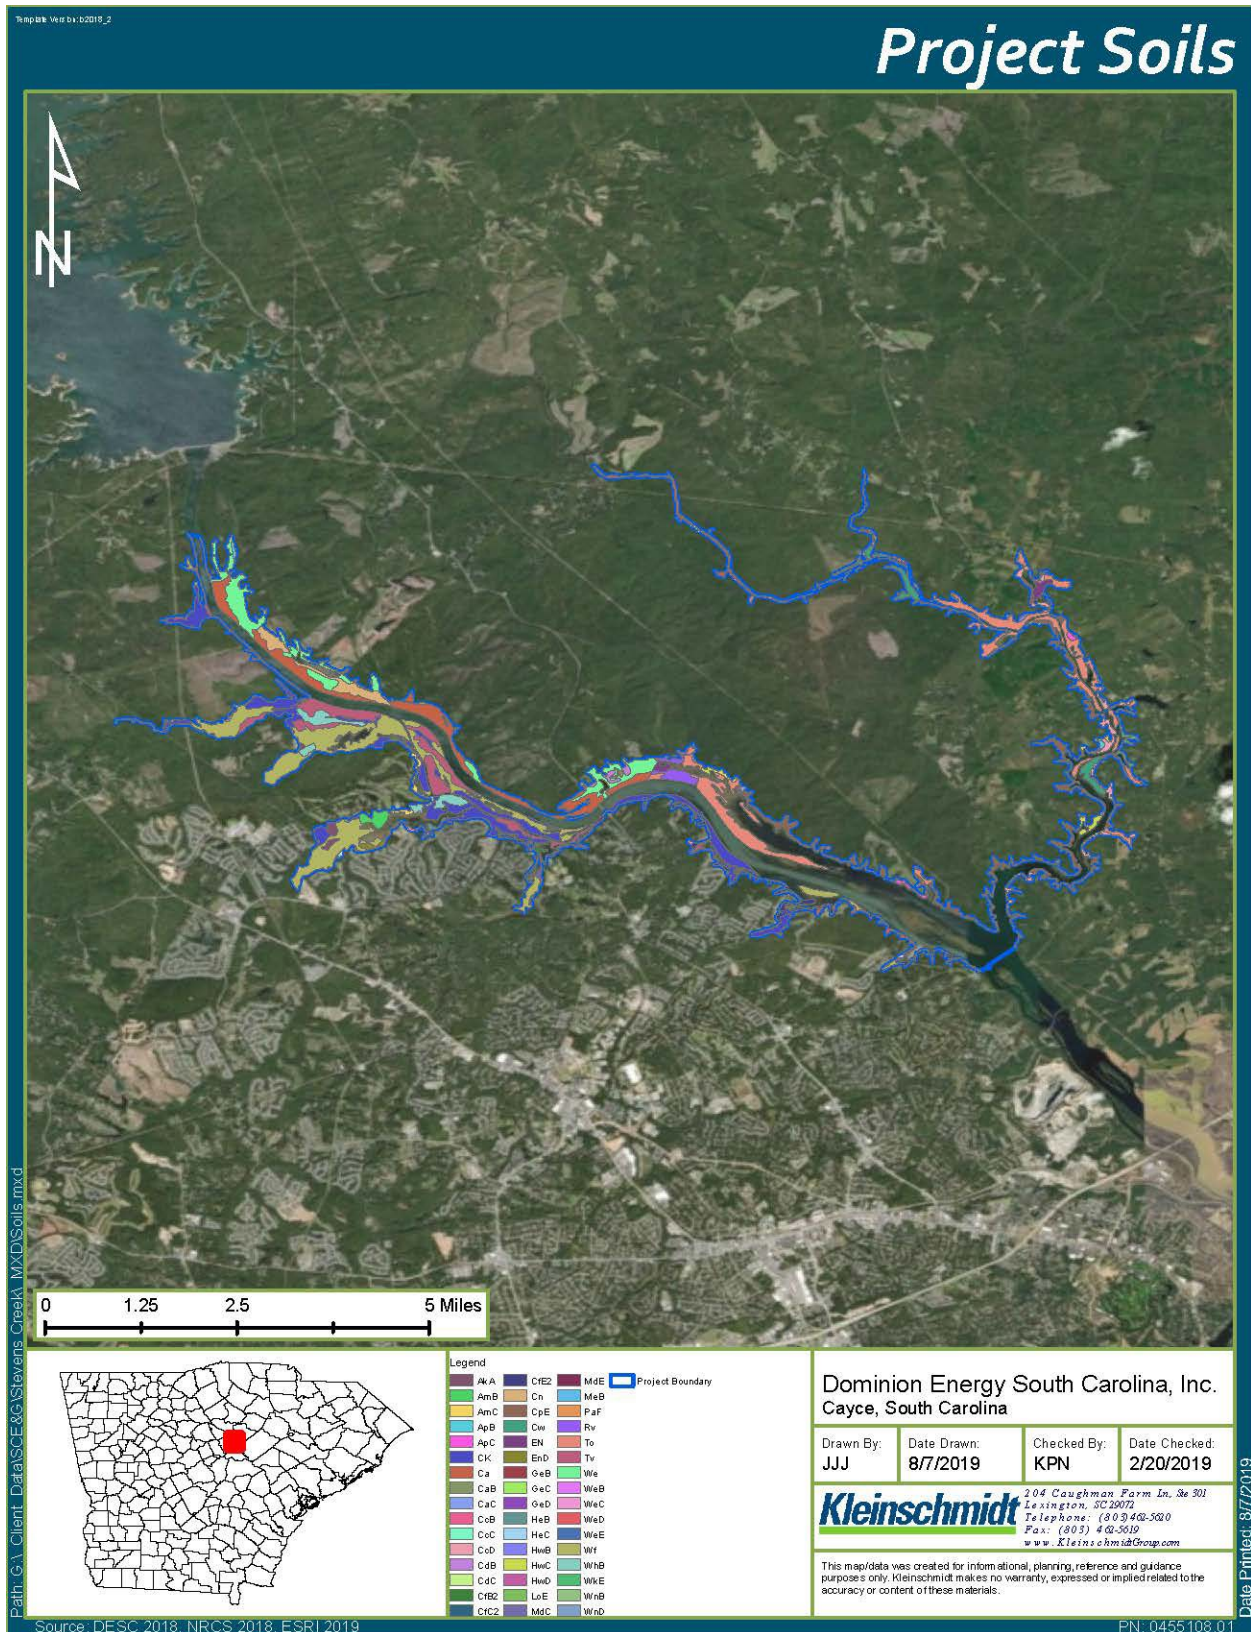 Template Version: b2018_2
Project Soils
N
0 1.25 2.5 5 Miles
Legend
AkA CfE2 MdE Project Boundary
AmB Cn MeB
AmC CpE PaF
ApB Cw Rv
ApC EN To
CK EnD Tv
Ca GeB We
CaB GeC WeB
CaC GeD WeC
CcB HeB WeD
CcC HeC WeE
CcD HwB Wf
CdB HwC WhB
CdC HwD WkE
CfB2 LoE WnB
CfC2 MdC WnD
Dominion Energy South Carolina, Inc.
Cayce, South Carolina
Drawn By: Date Drawn: Checked By: Date Checked:
JJJ 8/7/2019 KPN 2/20/2019
Kleinschmidt
204 Caughman Farm Ln, Ste 301
Lexington, SC 29072
Telephone: (803) 462-5620
Fax: (803) 462-5619
www.KleinschmidtGroup.com
This map/data was created for informational, planning, reference and guidance
purposes only. Kleinschmidt makes no warranty, expressed or implied related to the
accuracy or content of these materials.
Path: G:\_Client_Data\SCE&G\Stevens Creek\_MXD\Soils.mxd
Date Printed: 8/7/2019
Source: DESC 2018, NRCS 2018, ESRI 2019
PN: 0455108.01